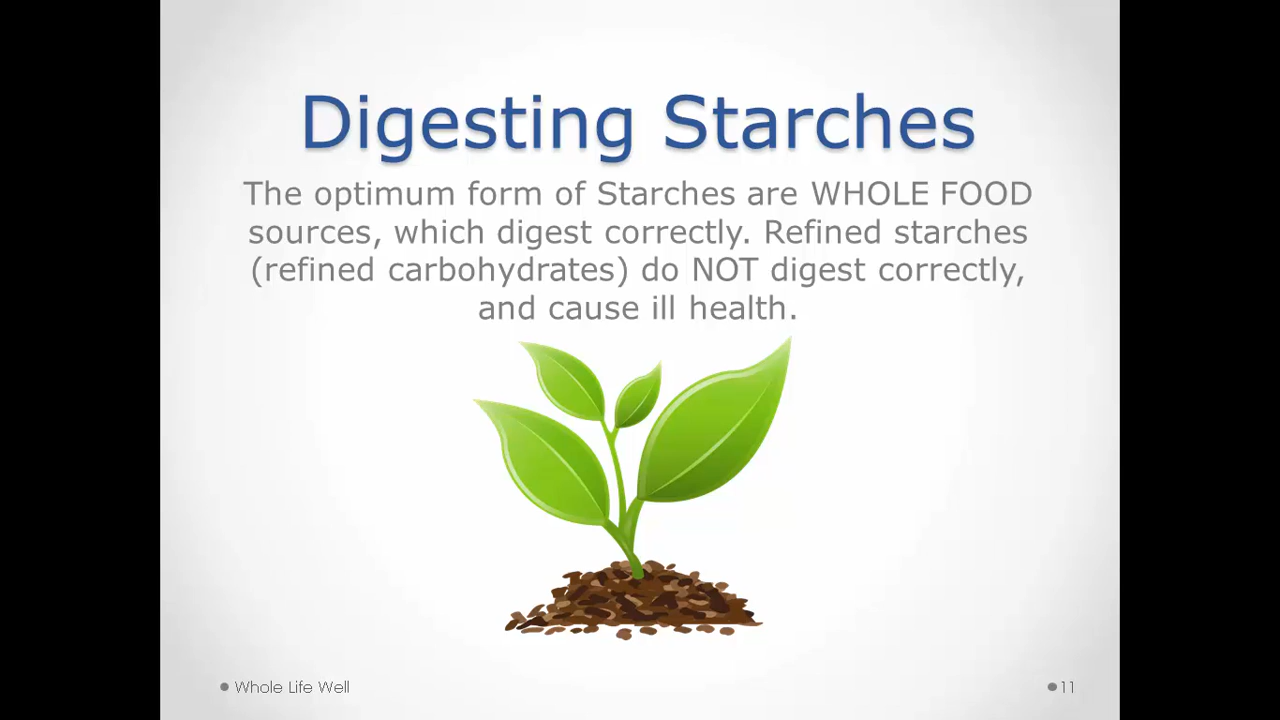 Digesting Starches
The optimum form of Starches are WHOLE FOOD
sources, which digest correctly. Refined starches
(refined carbohydrates) do NOT digest correctly,
and cause ill health.
Whole Life Well
11